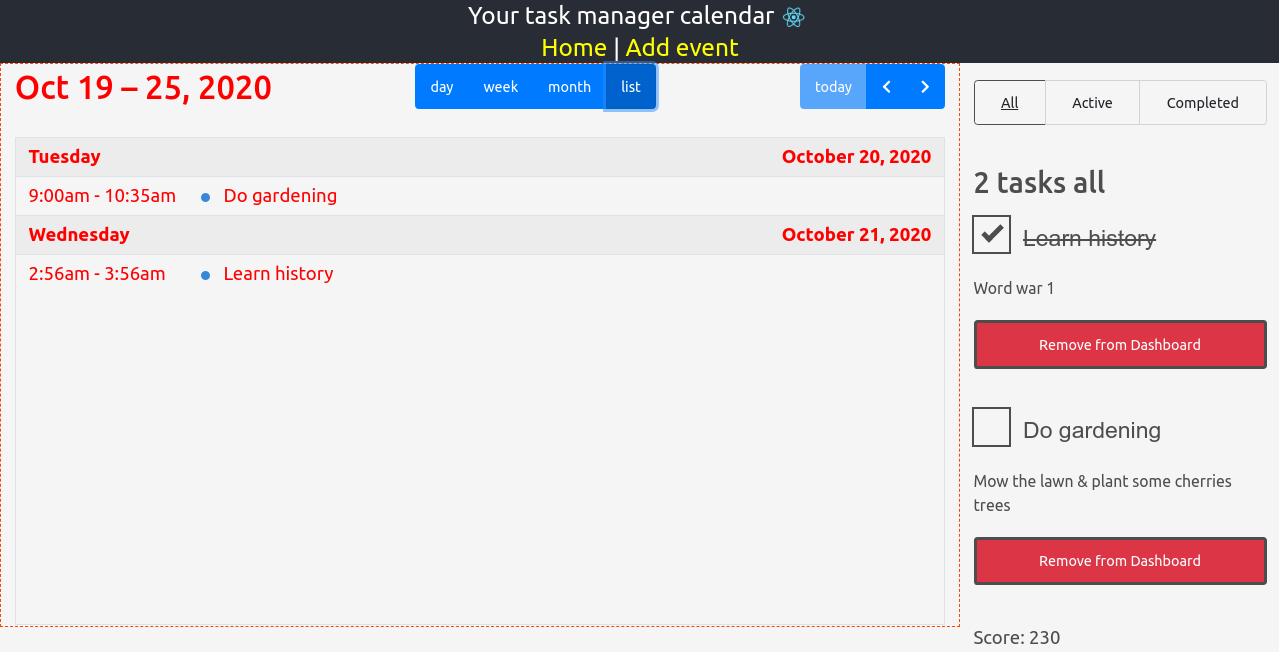 Your task manager calendar
Home | Add event
Oct 19 – 25, 2020
day week month list
today
Tuesday October 20, 2020
9:00am - 10:35am Do gardening
Wednesday October 21, 2020
2:56am - 3:56am Learn history
All Active Completed
2 tasks all
Learn history
Word war 1
Remove from Dashboard
Do gardening
Mow the lawn & plant some cherries
trees
Remove from Dashboard
Score: 230